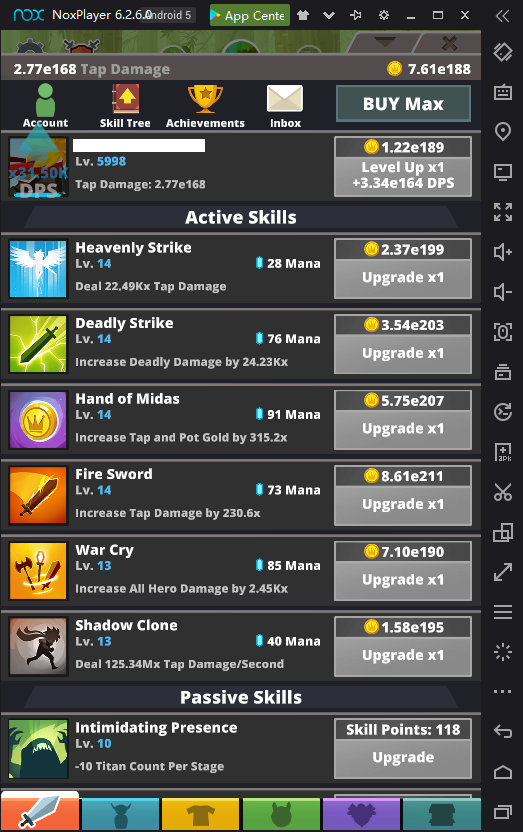 nox NoxPlayer 6.2.6.0 Android 5 App Cente
2.77e168 Tap Damage 7.61e188
Account Skill Tree Achievements Inbox BUY Max
x31.50K DPS
Lv. 5998
Tap Damage: 2.77e168
1.22e189
Level Up x1
+3.34e164 DPS
Active Skills
Heavenly Strike 2.37e199
Lv. 14 28 Mana Upgrade x1
Deal 22.49Kx Tap Damage
Deadly Strike 3.54e203
Lv. 14 76 Mana Upgrade x1
Increase Deadly Damage by 24.23Kx
Hand of Midas 5.75e207
Lv. 14 91 Mana Upgrade x1
Increase Tap and Pot Gold by 315.2x
Fire Sword 8.61e211
Lv. 14 73 Mana Upgrade x1
Increase Tap Damage by 230.6x
War Cry 7.10e190
Lv. 13 85 Mana Upgrade x1
Increase All Hero Damage by 2.45Kx
Shadow Clone 1.58e195
Lv. 13 40 Mana Upgrade x1
Deal 125.34Mx Tap Damage/Second
Passive Skills
Intimidating Presence Skill Points: 118
Lv. 10 Upgrade
-10 Titan Count Per Stage